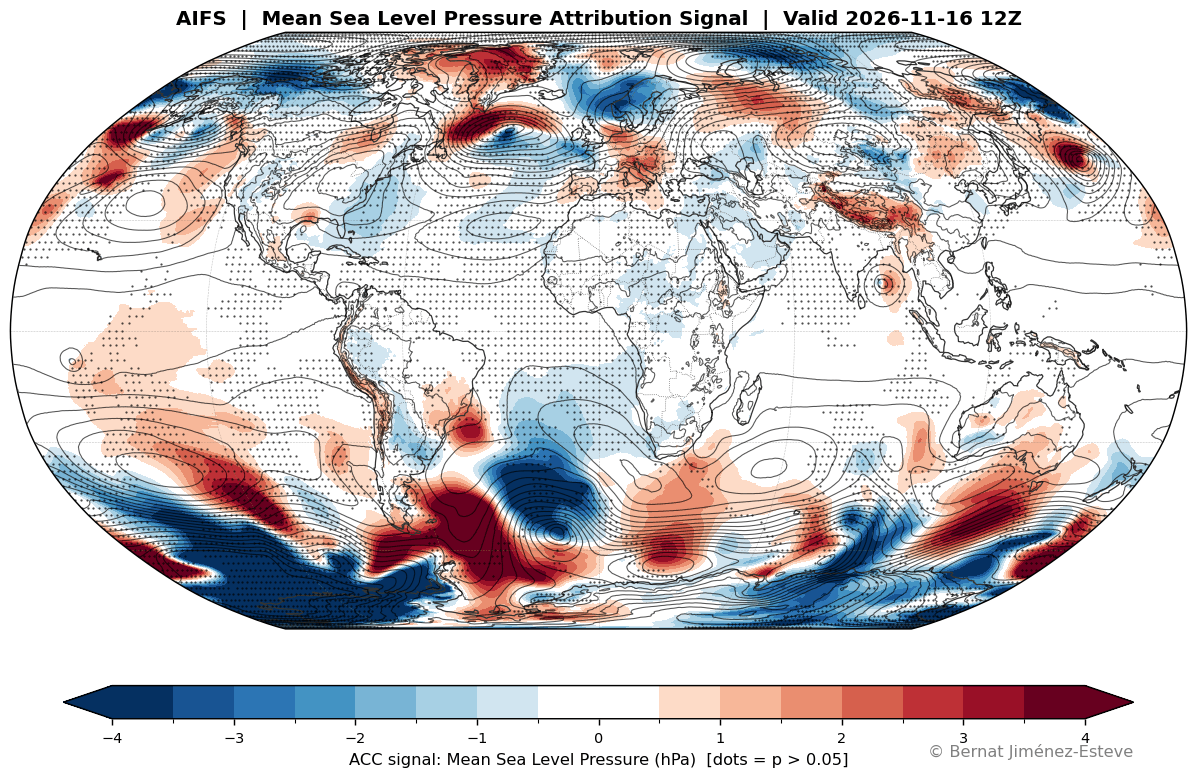 AIFS | Mean Sea Level Pressure Attribution Signal | Valid 2026-11-16 12Z
−4 −3 −2 −1 0 1 2 3 4
ACC signal: Mean Sea Level Pressure (hPa) [dots = p > 0.05]
© Bernat Jiménez-Esteve